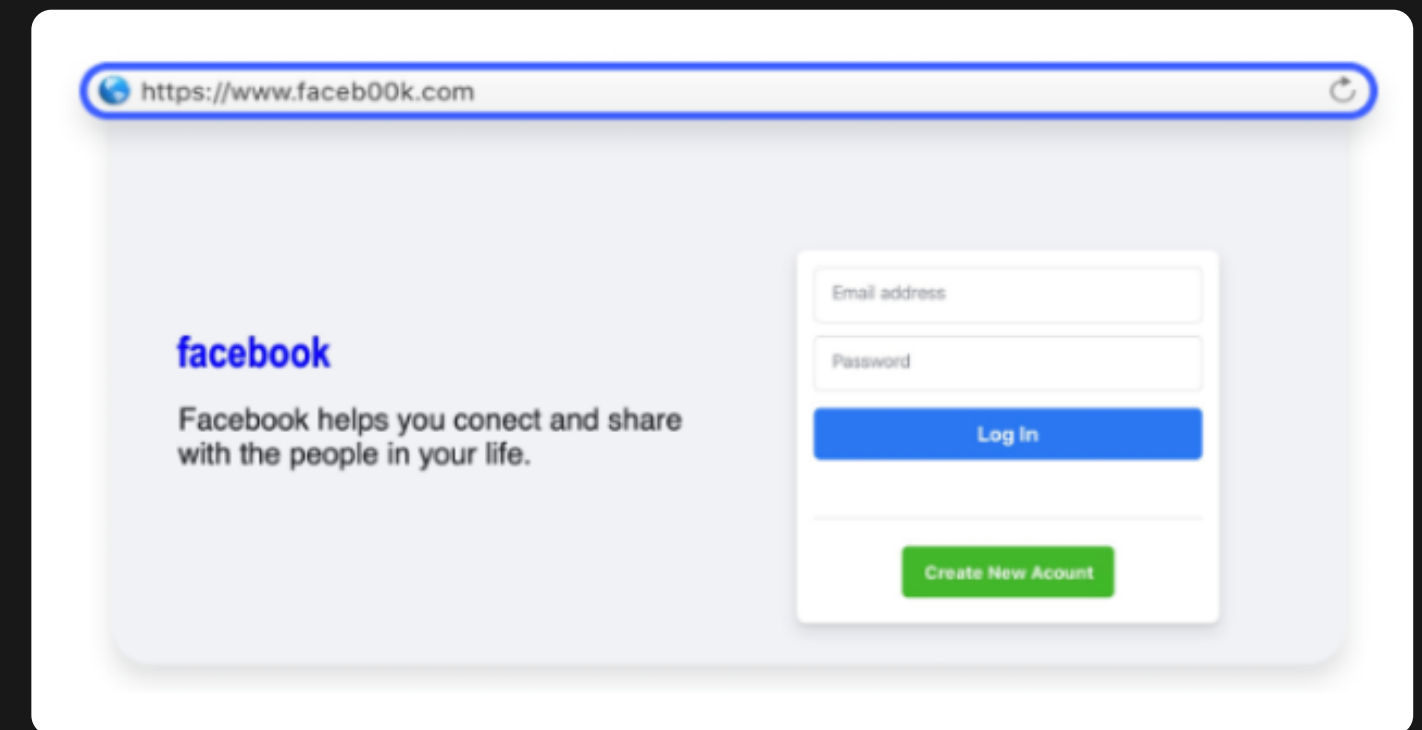 https://www.faceb00k.com
Email address
facebook
Password
Facebook helps you conect and share
with the people in your life.
Log In
Create New Acount